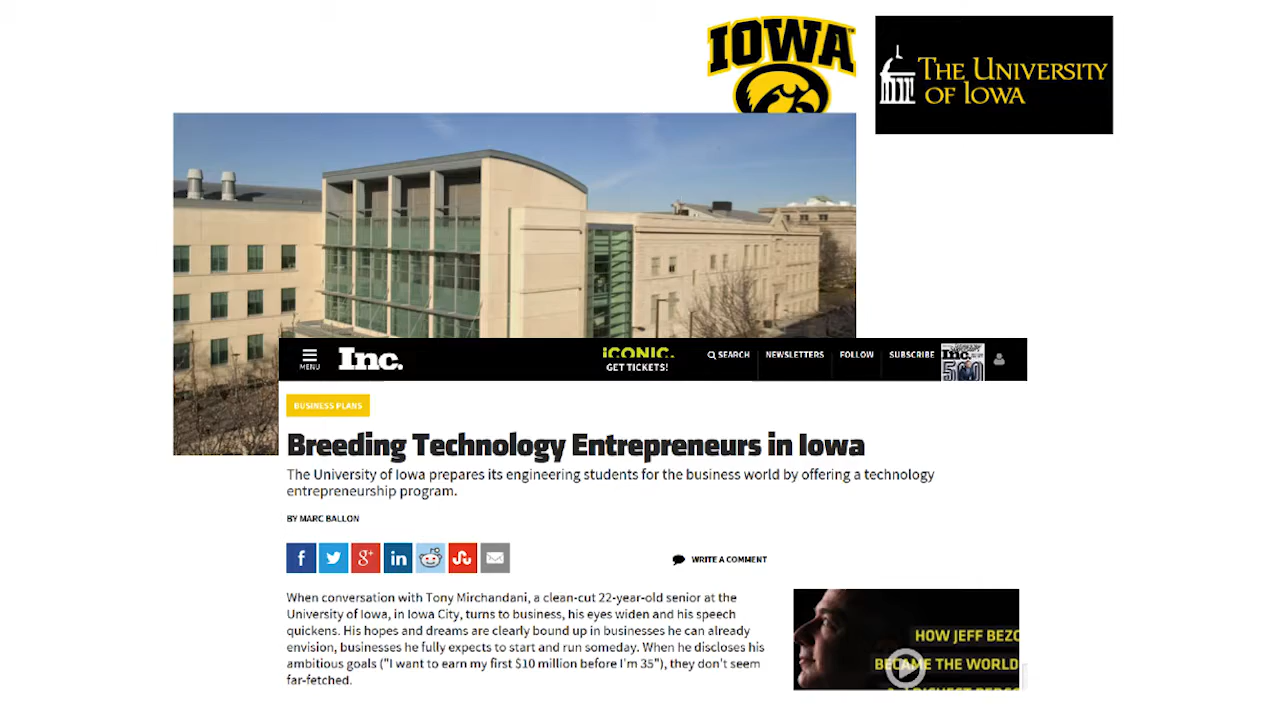 IOWA
THE UNIVERSITY
OF IOWA
MENU
Inc.
ICONIC.
GET TICKETS!
SEARCH
NEWSLETTERS
FOLLOW
SUBSCRIBE
Inc.
500
BUSINESS PLANS
Breeding Technology Entrepreneurs in Iowa
The University of Iowa prepares its engineering students for the business world by offering a technology
entrepreneurship program.
BY MARC BALLON
f
g+
in
WRITE A COMMENT
When conversation with Tony Mirchandani, a clean-cut 22-year-old senior at the
University of Iowa, in Iowa City, turns to business, his eyes widen and his speech
quickens. His hopes and dreams are clearly bound up in businesses he can already
envision, businesses he fully expects to start and run someday. When he discloses his
ambitious goals ("I want to earn my first $10 million before I'm 35"), they don't seem
far-fetched.
HOW JEFF BEZO
BECAME THE WORLD